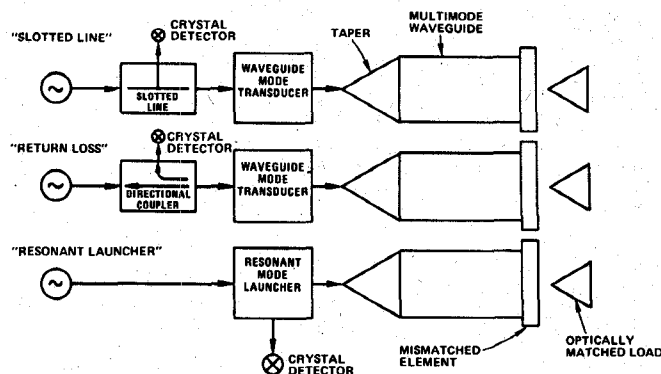 "SLOTTED LINE"
CRYSTAL
DETECTOR
SLOTTED
LINE
WAVEGUIDE
MODE
TRANSDUCER
TAPER
MULTIMODE
WAVEGUIDE
"RETURN LOSS"
CRYSTAL
DETECTOR
DIRECTIONAL
COUPLER
WAVEGUIDE
MODE
TRANSDUCER
"RESONANT LAUNCHER"
RESONANT
MODE
LAUNCHER
CRYSTAL
DETECTOR
MISMATCHED
ELEMENT
OPTICALLY
MATCHED LOAD